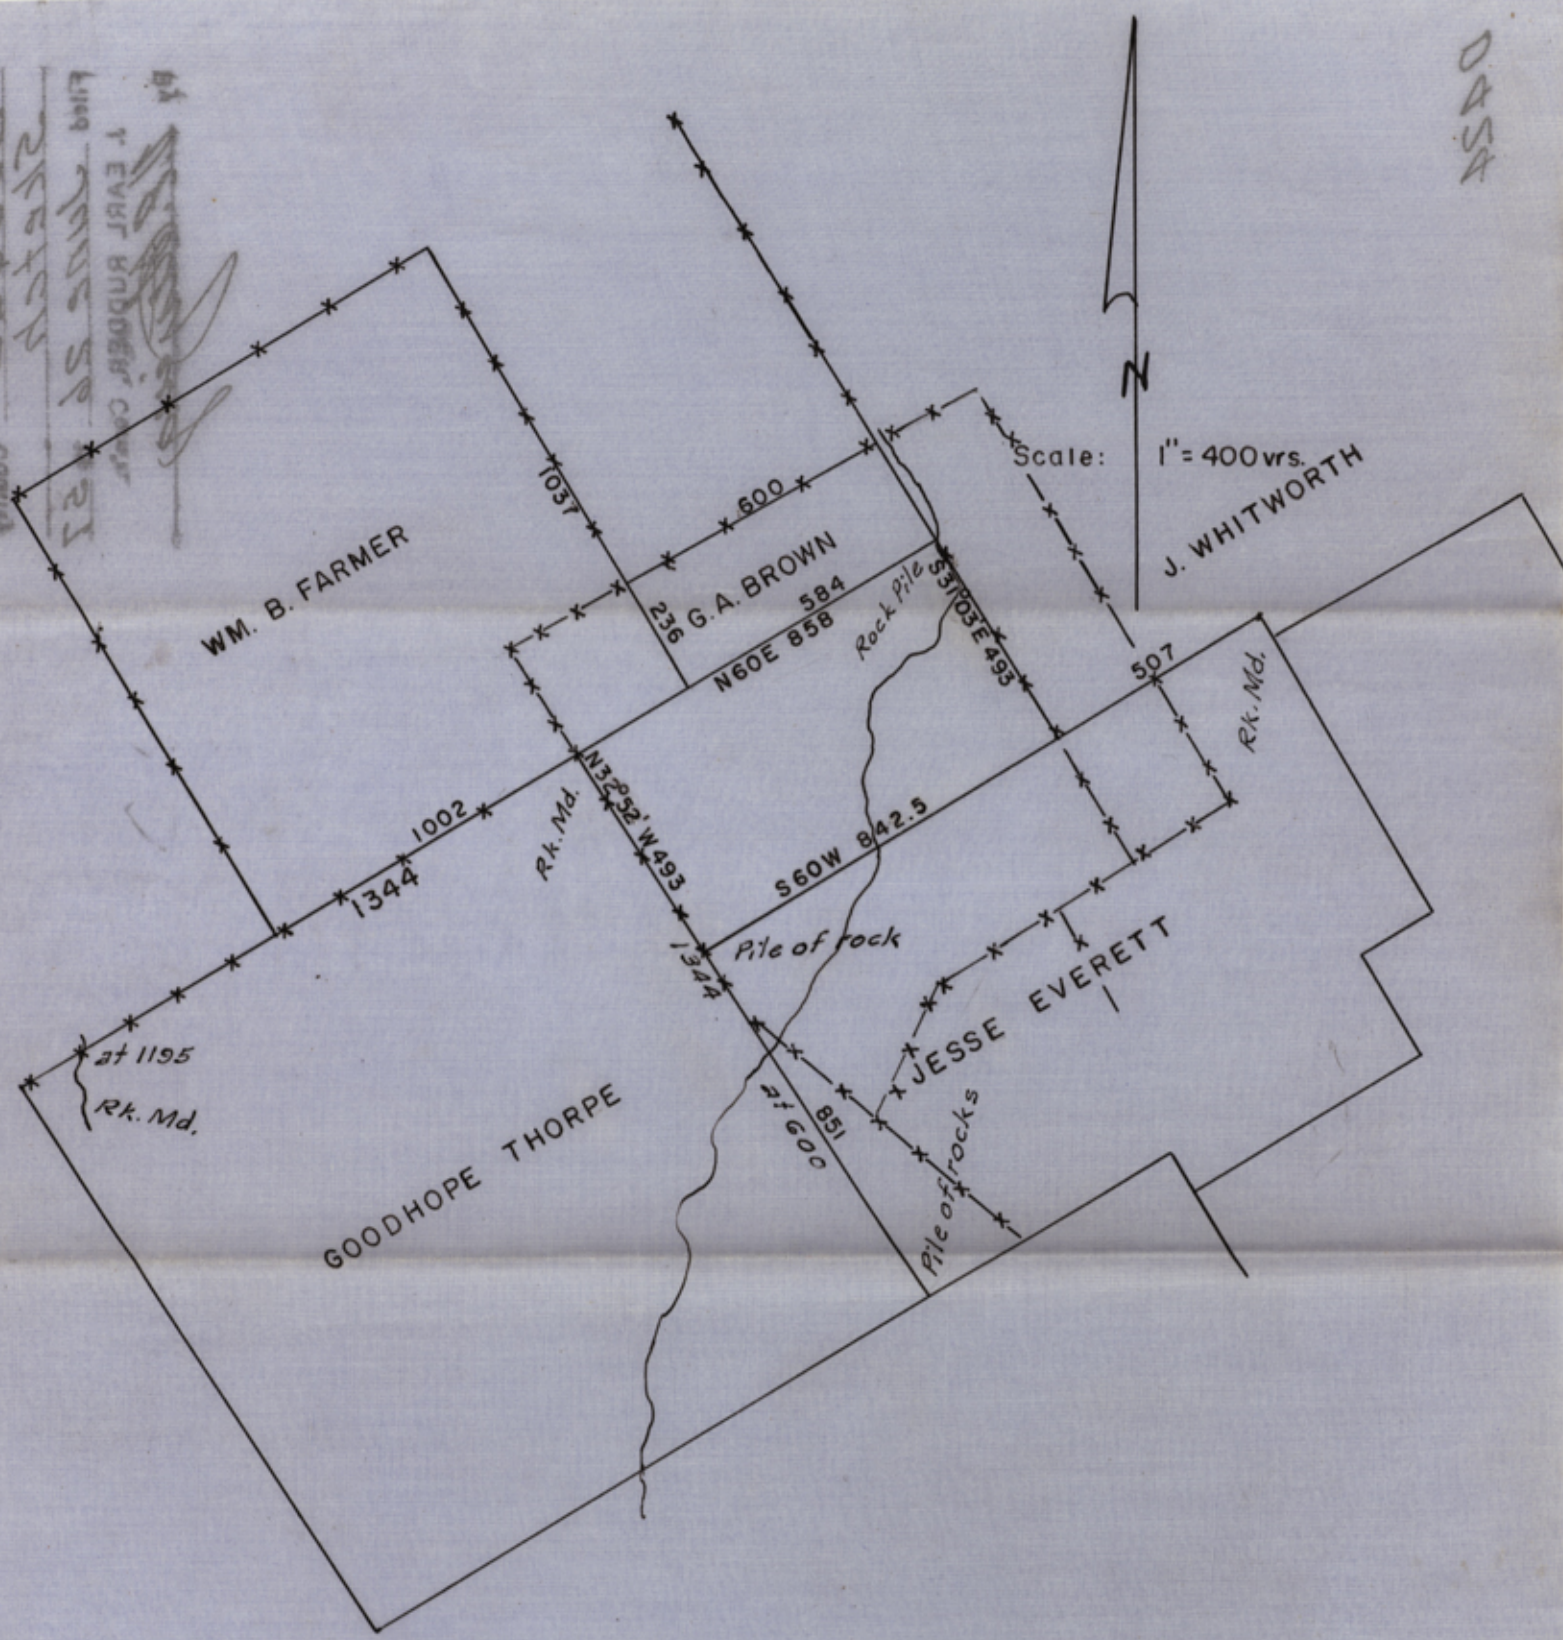 Scale: 1" = 400 vrs.
N
J. WHITWORTH
WM. B. FARMER
1037
600
G. A. BROWN
236
584
N60E 858
Rock Pile
S31°03'E 493
507
Rk. Md.
1002
1344
Rk. Md.
N32°52'W 493
S60W 842.5
1344
Pile of rock
at 1195
Rk. Md.
JESSE EVERETT
GOODHOPE THORPE
851
at 600
Pile of rocks